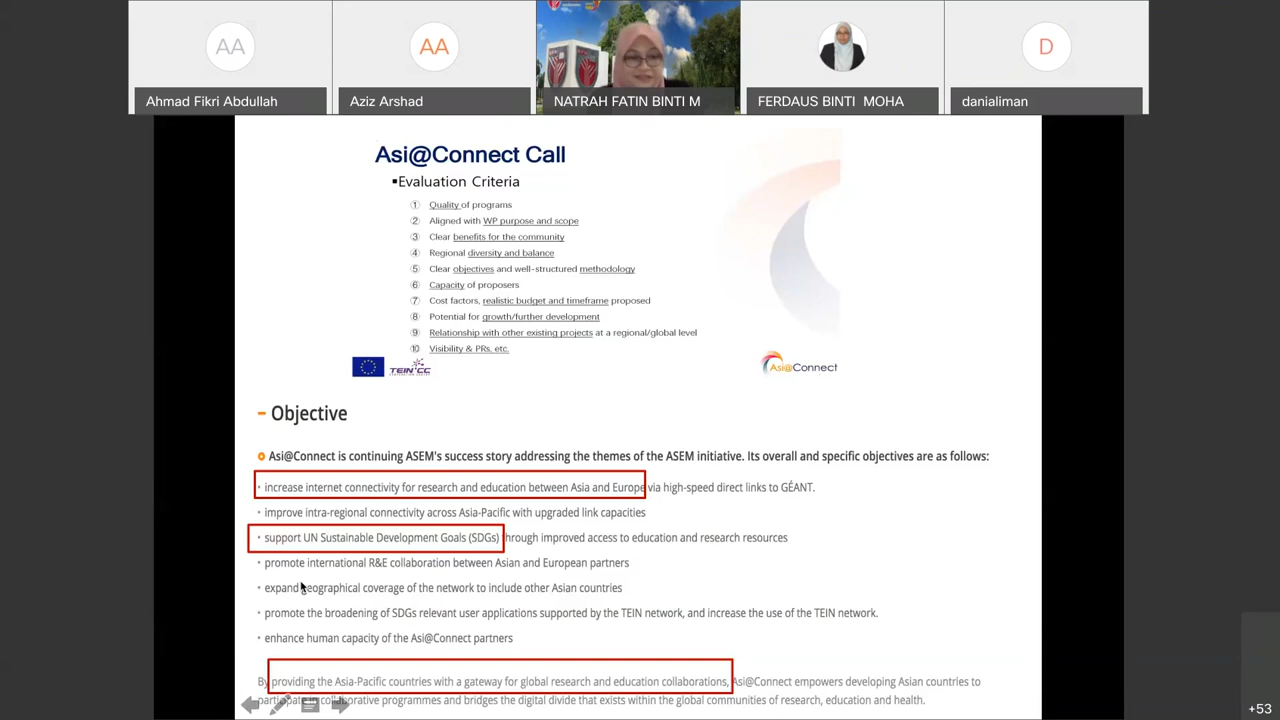 AA
AA
D
Ahmad Fikri Abdullah
Aziz Arshad
NATRAH FATIN BINTI M
FERDAUS BINTI MOHA
danialiman
Asi@Connect Call
▪Evaluation Criteria
① Quality of programs
② Aligned with WP purpose and scope
③ Clear benefits for the community
④ Regional diversity and balance
⑤ Clear objectives and well-structured methodology
⑥ Capacity of proposers
⑦ Cost factors, realistic budget and timeframe proposed
⑧ Potential for growth/further development
⑨ Relationship with other existing projects at a regional/global level
⑩ Visibility & PRs, etc.
TEIN*CC
Asi@Connect
– Objective
Asi@Connect is continuing ASEM's success story addressing the themes of the ASEM initiative. Its overall and specific objectives are as follows:
· increase internet connectivity for research and education between Asia and Europe via high-speed direct links to GÉANT.
· improve intra-regional connectivity across Asia-Pacific with upgraded link capacities
· support UN Sustainable Development Goals (SDGs) through improved access to education and research resources
· promote international R&E collaboration between Asian and European partners
· expand geographical coverage of the network to include other Asian countries
· promote the broadening of SDGs relevant user applications supported by the TEIN network, and increase the use of the TEIN network.
· enhance human capacity of the Asi@Connect partners
By providing the Asia-Pacific countries with a gateway for global research and education collaborations, Asi@Connect empowers developing Asian countries to
participate in collaborative programmes and bridges the digital divide that exists within the global communities of research, education and health.
+53